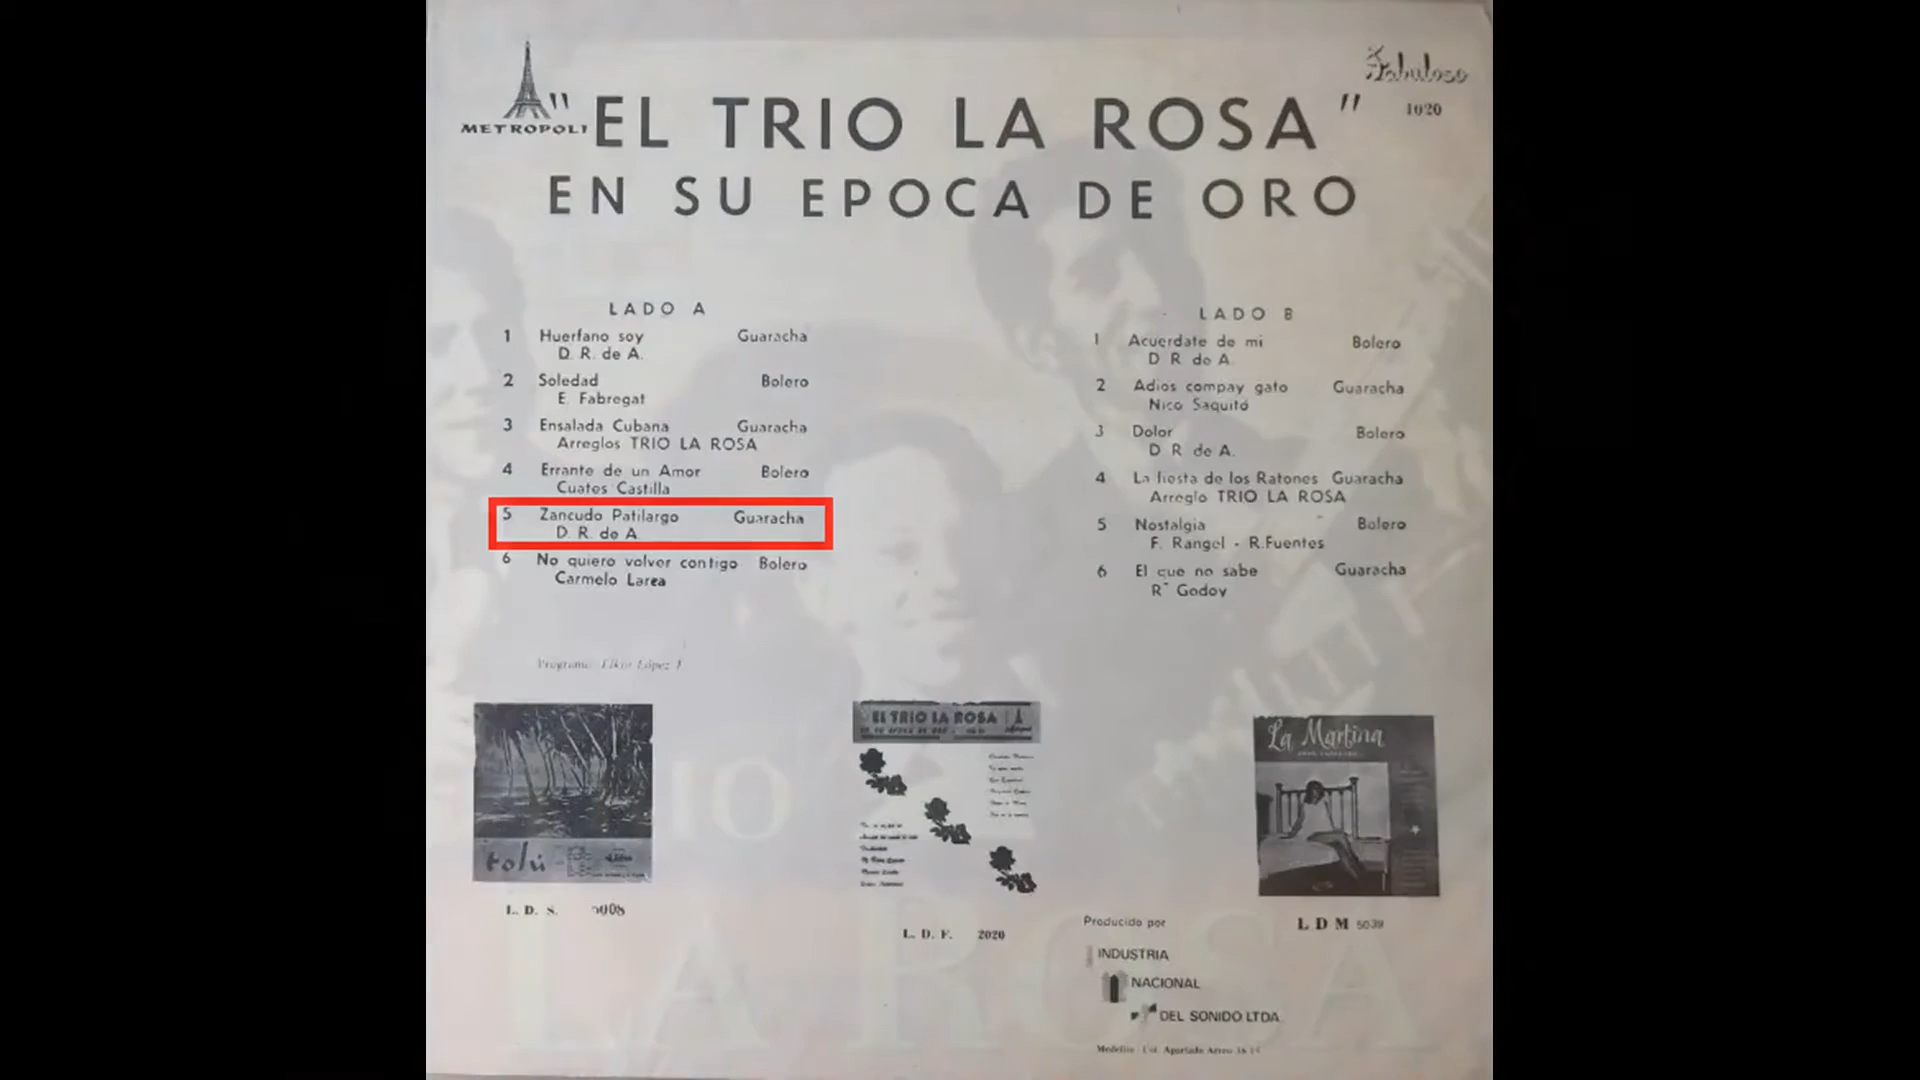 METROPOLI
Fabuloso
1020
"EL TRIO LA ROSA"
EN SU EPOCA DE ORO
LADO A
1 Huerfano soy Guaracha
D. R. de A.
2 Soledad Bolero
E. Fabregat
3 Ensalada Cubana Guaracha
Arreglos TRIO LA ROSA
4 Errante de un Amor Bolero
Cuates Castilla
5 Zancudo Patilargo Guaracha
D. R. de A.
6 No quiero volver contigo Bolero
Carmelo Larea
LADO B
1 Acuerdate de mi Bolero
D R de A.
2 Adios compay gato Guaracha
Nico Saquito
3 Dolor Bolero
D R de A.
4 La fiesta de los Ratones Guaracha
Arreglo TRIO LA ROSA
5 Nostalgia Bolero
F. Rangel - R.Fuentes
6 El que no sabe Guaracha
R Godoy
López
tolú
L. D. S.
EL TRIO LA ROSA
L. D. F. 2020
La Martina
L D M 5039
Producido por
INDUSTRIA
NACIONAL
DEL SONIDO LTDA
Medellín
LA ROSA